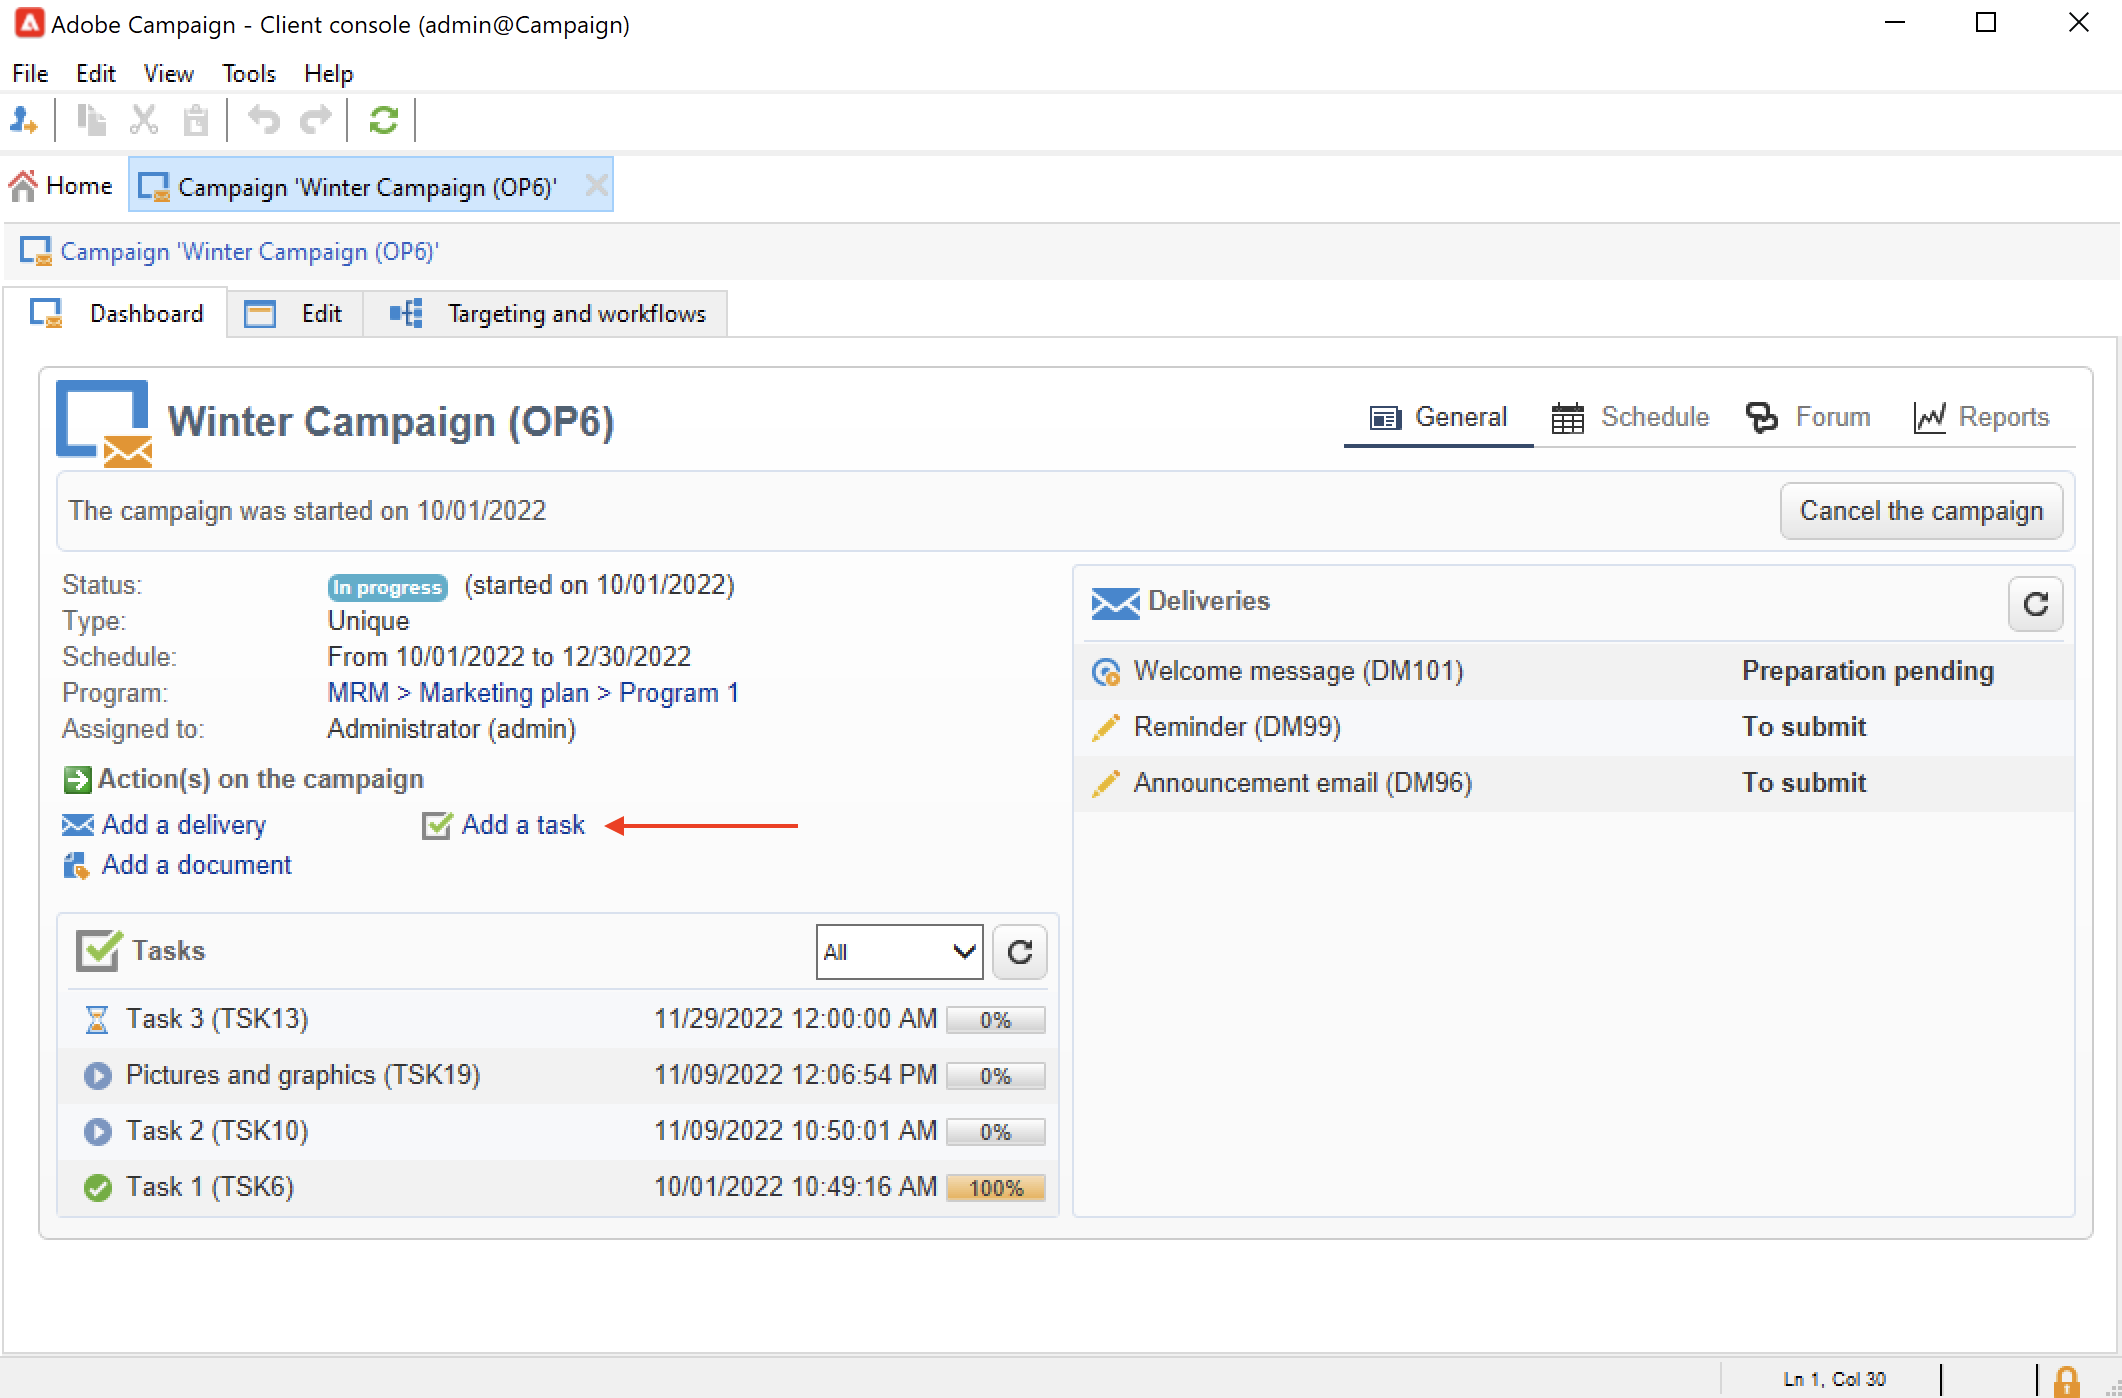 Adobe Campaign - Client console (admin@Campaign)
File Edit View Tools Help
Home Campaign 'Winter Campaign (OP6)'
Campaign 'Winter Campaign (OP6)'
Dashboard Edit Targeting and workflows
Winter Campaign (OP6) General Schedule Forum Reports
The campaign was started on 10/01/2022 Cancel the campaign
Status: In progress (started on 10/01/2022)
Type: Unique
Schedule: From 10/01/2022 to 12/30/2022
Program: MRM > Marketing plan > Program 1
Assigned to: Administrator (admin)
Action(s) on the campaign
Add a delivery Add a task
Add a document
Tasks All
Task 3 (TSK13) 11/29/2022 12:00:00 AM 0%
Pictures and graphics (TSK19) 11/09/2022 12:06:54 PM 0%
Task 2 (TSK10) 11/09/2022 10:50:01 AM 0%
Task 1 (TSK6) 10/01/2022 10:49:16 AM 100%
Deliveries
Welcome message (DM101) Preparation pending
Reminder (DM99) To submit
Announcement email (DM96) To submit
Ln 1, Col 30